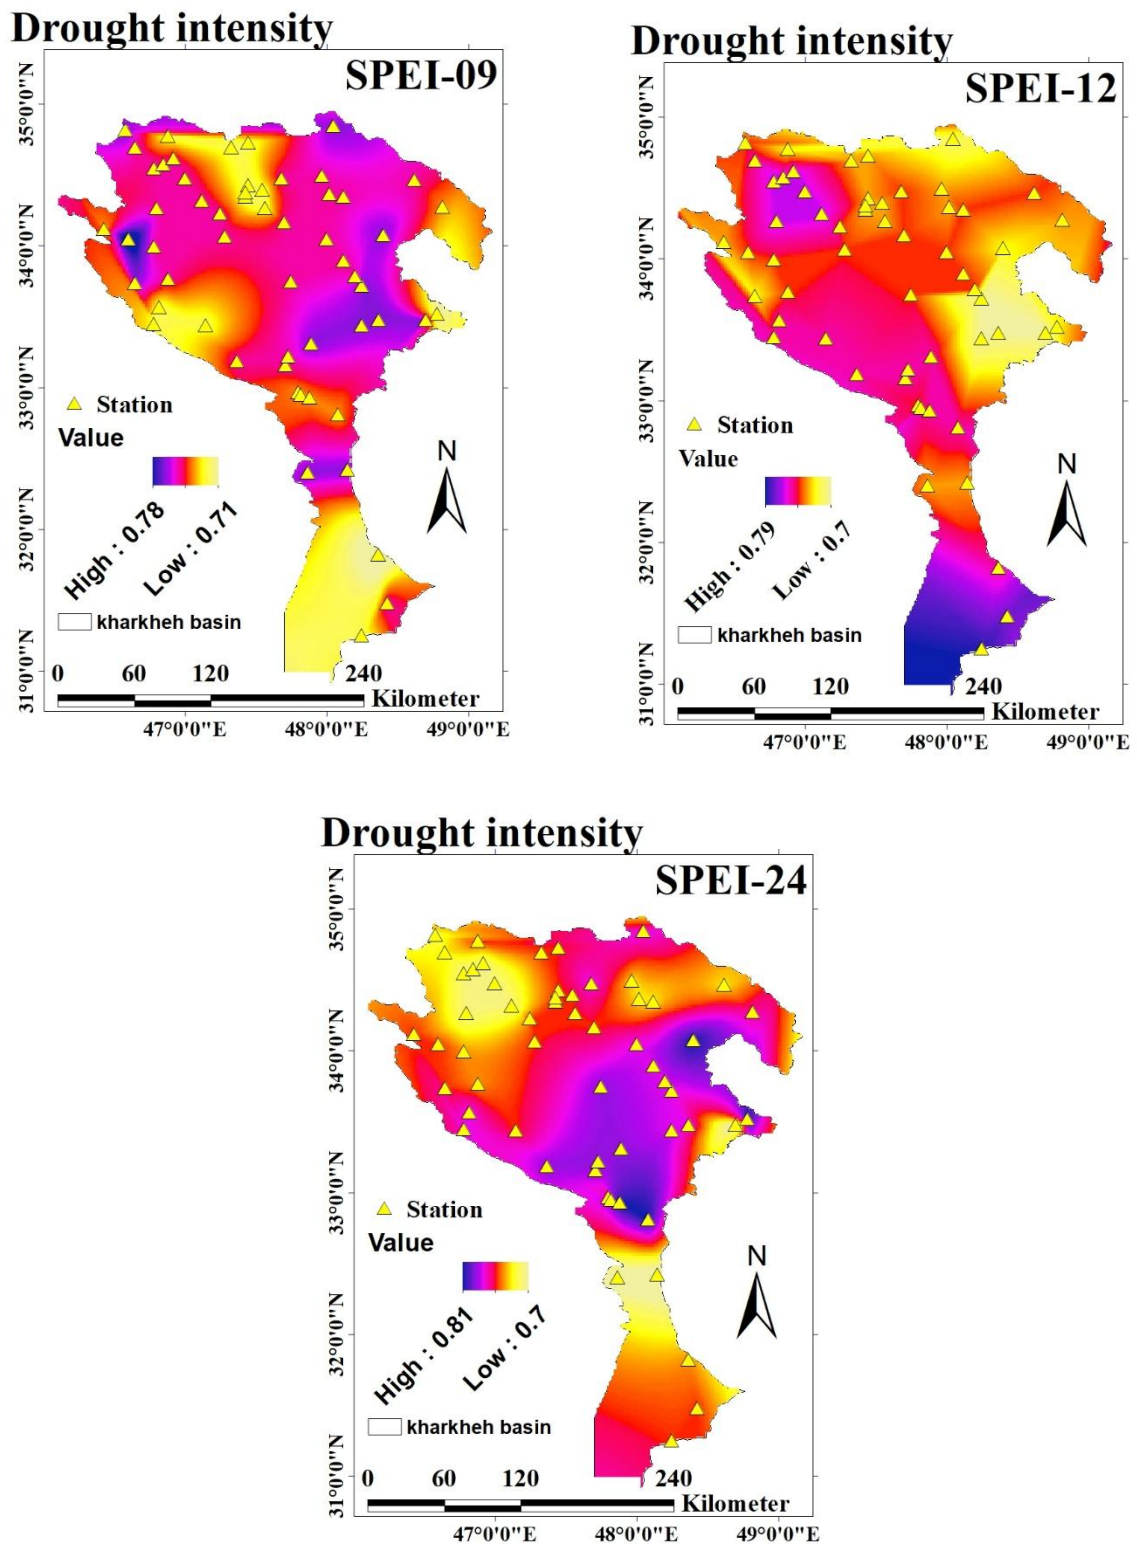 Drought intensity
SPEI-09
35°0'0"N
34°0'0"N
33°0'0"N
32°0'0"N
31°0'0"N
Station
Value
High : 0.78
Low : 0.71
N
kharkheh basin
0 60 120 240
Kilometer
47°0'0"E 48°0'0"E 49°0'0"E
Drought intensity
SPEI-12
35°0'0"N
34°0'0"N
33°0'0"N
32°0'0"N
31°0'0"N
Station
Value
High : 0.79
Low : 0.7
N
kharkheh basin
0 60 120 240
Kilometer
47°0'0"E 48°0'0"E 49°0'0"E
Drought intensity
SPEI-24
35°0'0"N
34°0'0"N
33°0'0"N
32°0'0"N
31°0'0"N
Station
Value
High : 0.81
Low : 0.7
N
kharkheh basin
0 60 120 240
Kilometer
47°0'0"E 48°0'0"E 49°0'0"E